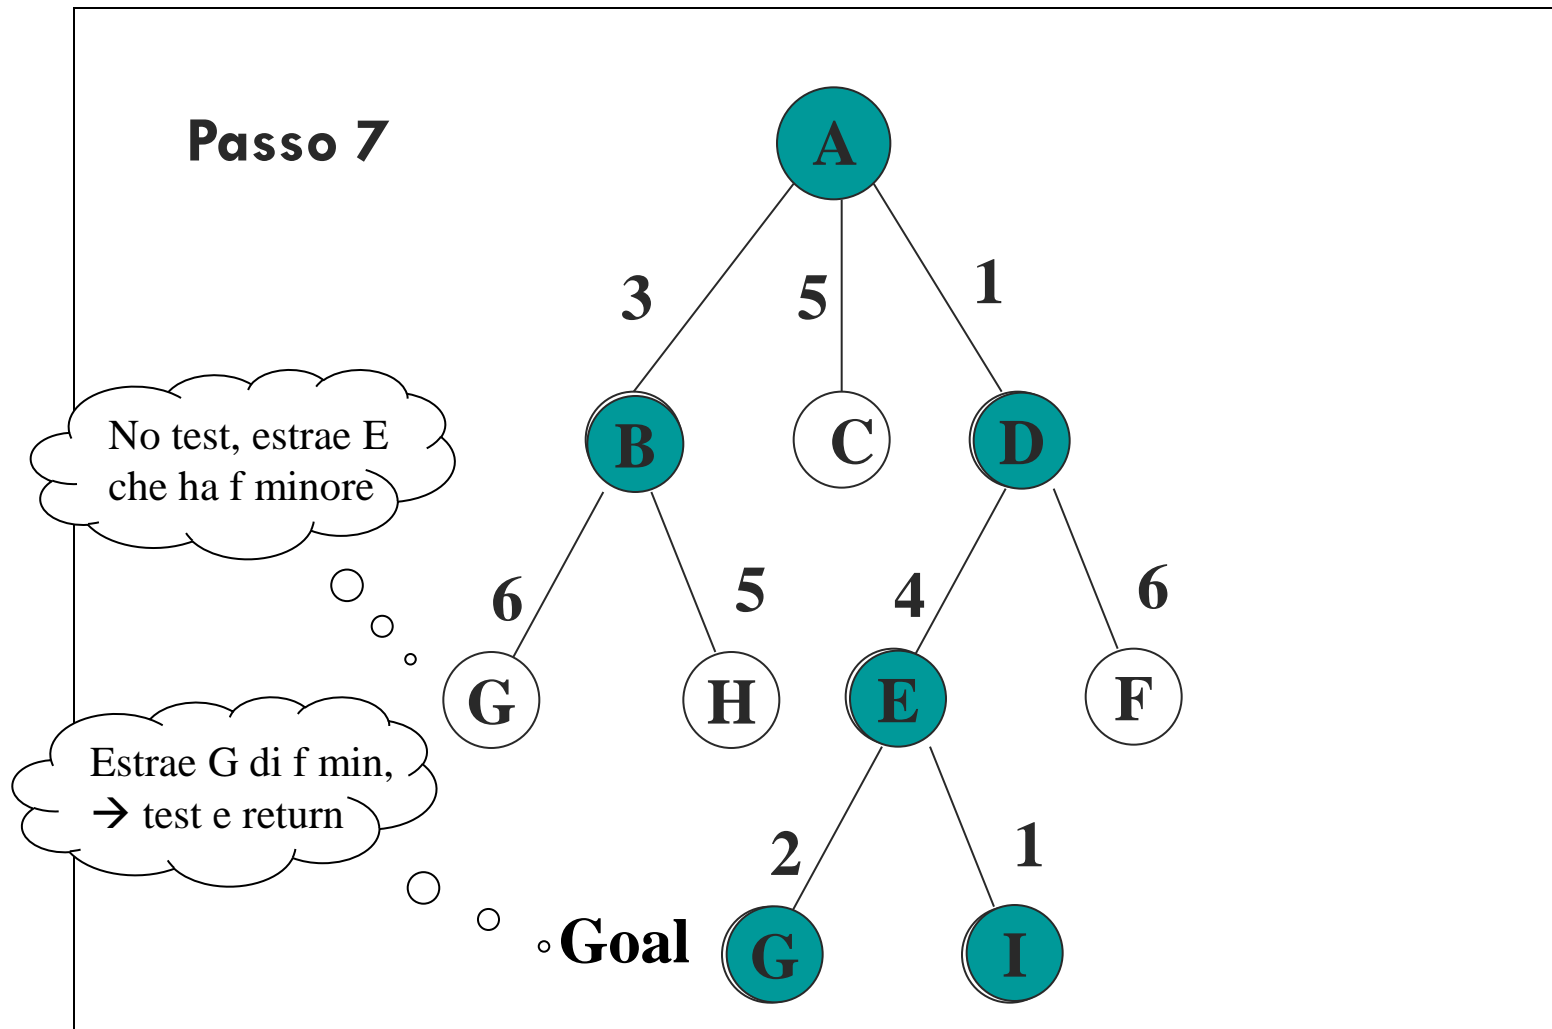 Passo 7
A
3 5 1
No test, estrae E
che ha f minore
B C D
6 5 4 6
G H E F
Estrae G di f min,
→ test e return
2 1
Goal G I